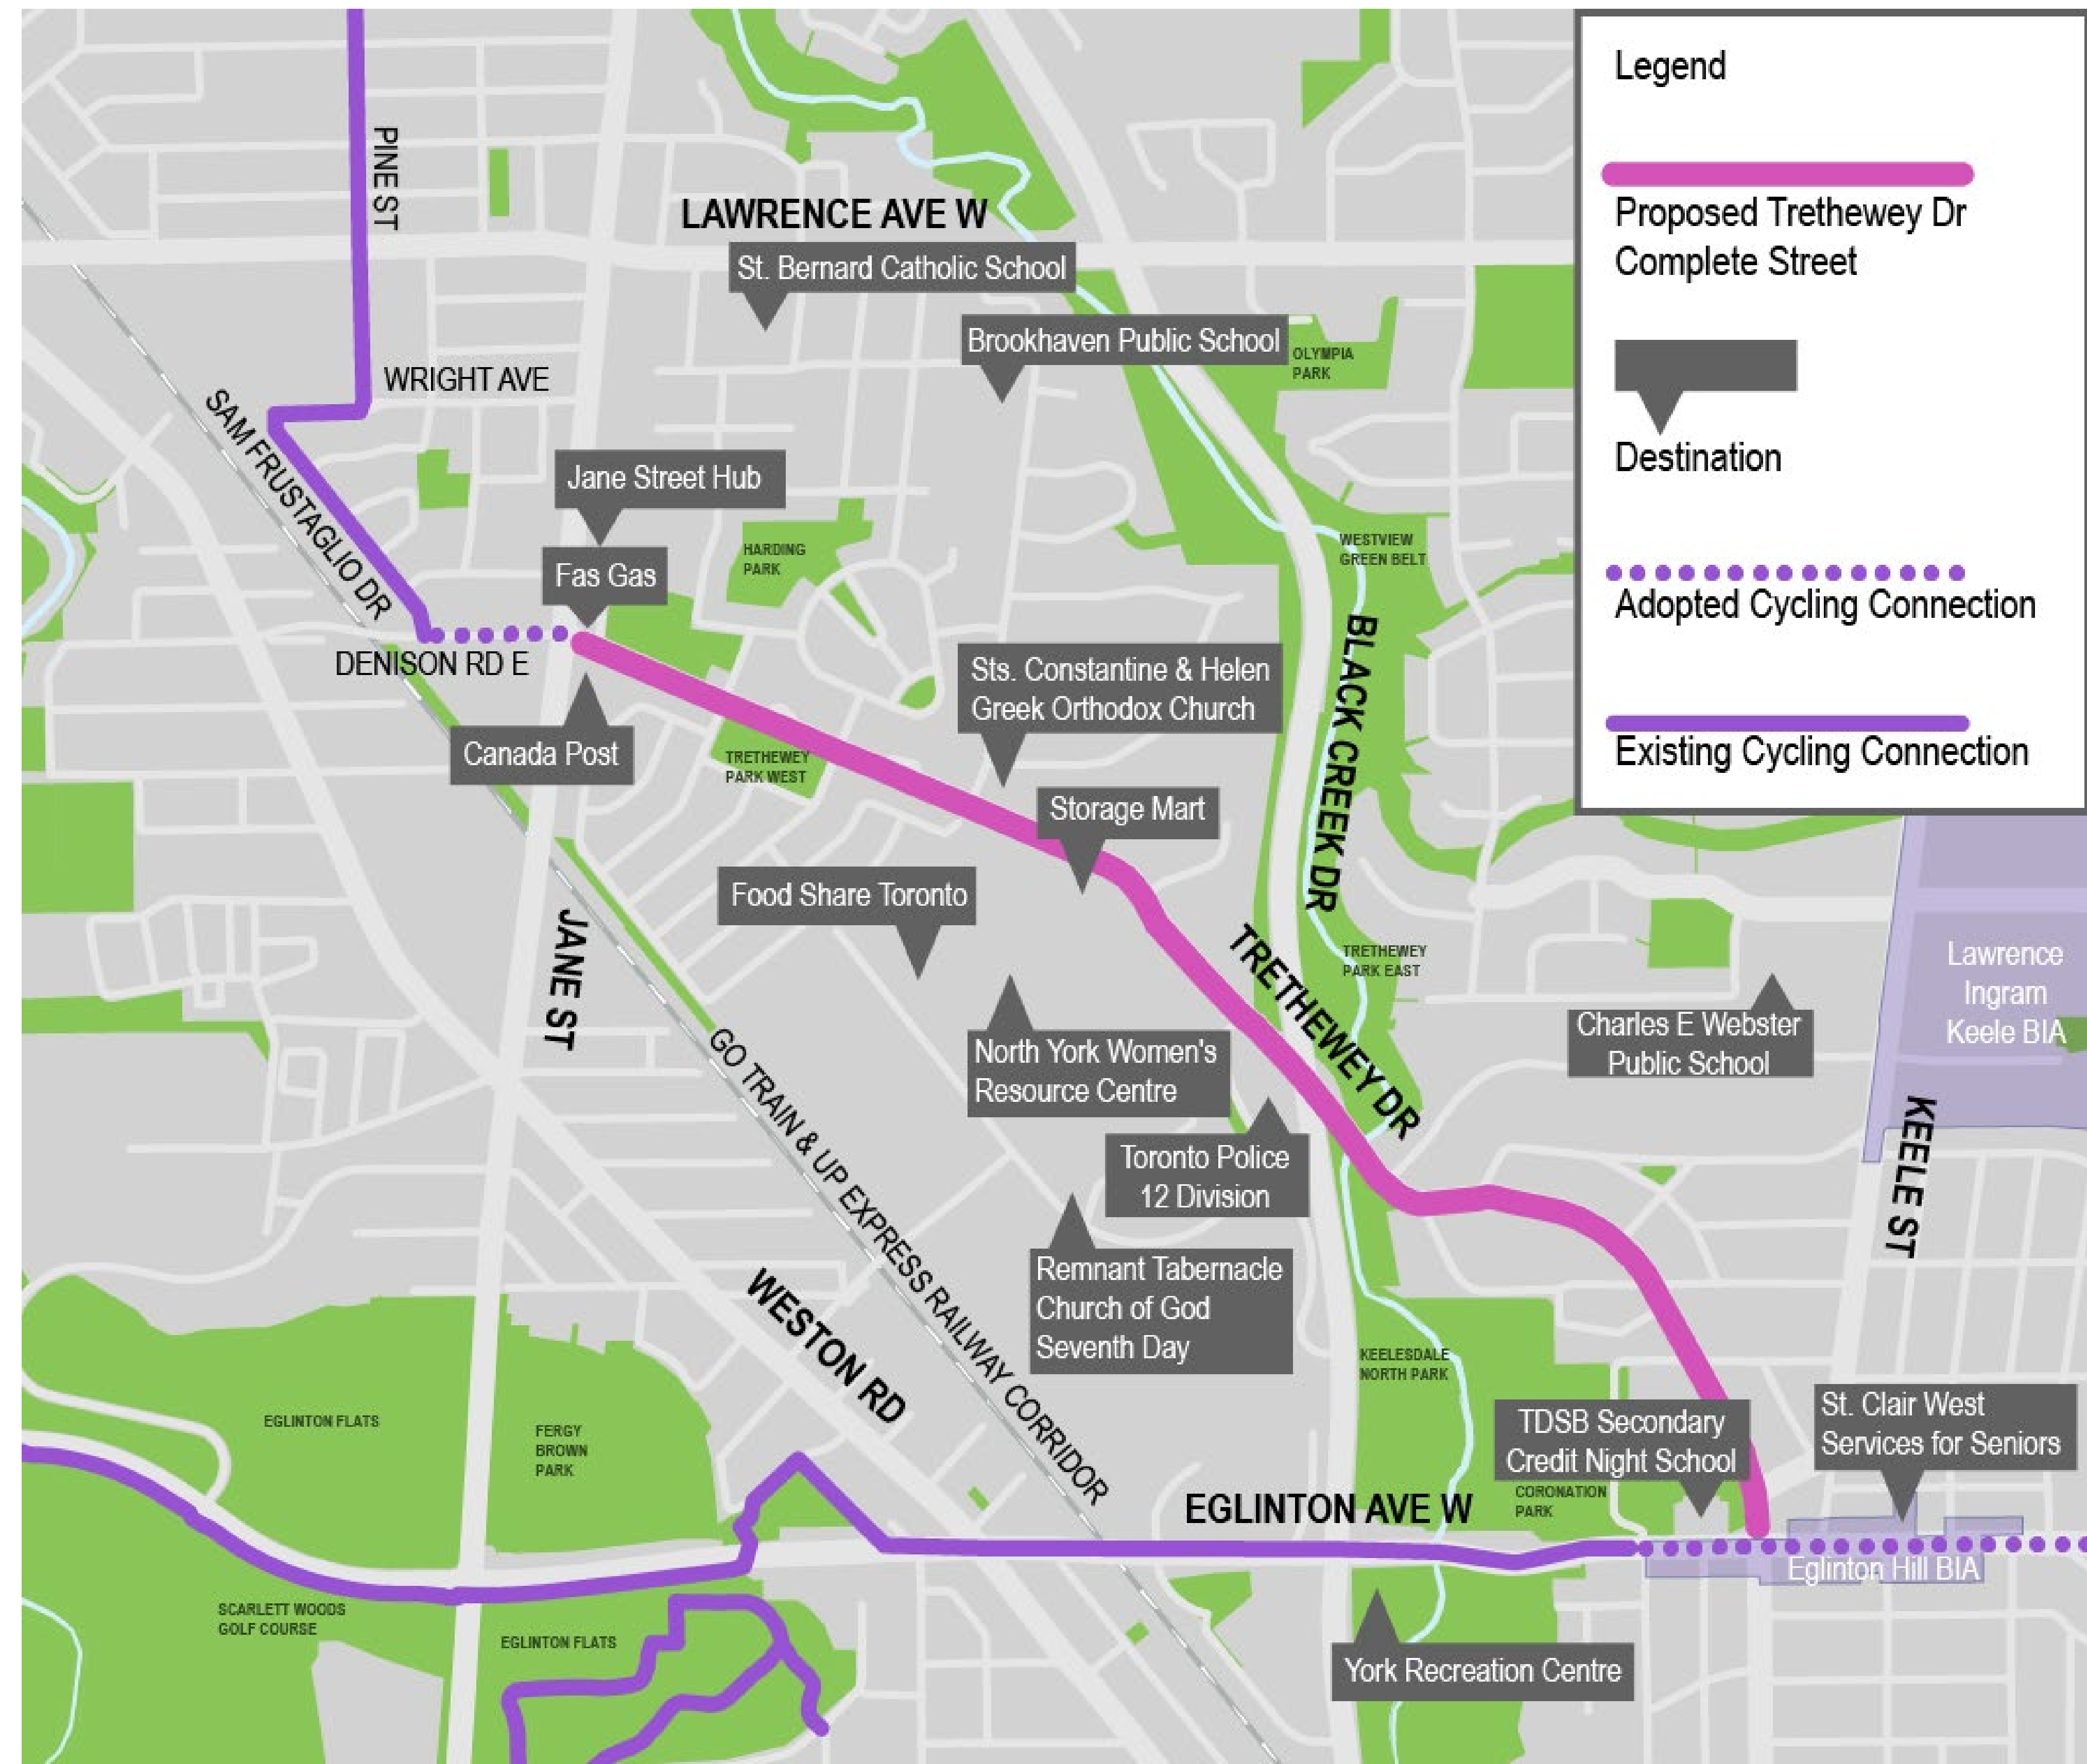 Legend
Proposed Trethewey Dr
Complete Street
Destination
Adopted Cycling Connection
Existing Cycling Connection
PINE ST
LAWRENCE AVE W
St. Bernard Catholic School
Brookhaven Public School
OLYMPIA
PARK
WRIGHT AVE
SAM FRUSTAGLIO DR
Jane Street Hub
Fas Gas
HARDING
PARK
WESTVIEW
GREEN BELT
DENISON RD E
Canada Post
TRETHEWEY
PARK WEST
Sts. Constantine & Helen
Greek Orthodox Church
BLACK CREEK DR
Storage Mart
Food Share Toronto
JANE ST
TRETHEWEY DR
TRETHEWEY
PARK EAST
Lawrence
Ingram
Keele BIA
Charles E Webster
Public School
North York Women's
Resource Centre
GO TRAIN & UP EXPRESS RAILWAY CORRIDOR
Toronto Police
12 Division
KEELE ST
Remnant Tabernacle
Church of God
Seventh Day
WESTON RD
KEELESDALE
NORTH PARK
EGLINTON FLATS
FERGY
BROWN
PARK
TDSB Secondary
Credit Night School
St. Clair West
Services for Seniors
CORONATION
PARK
EGLINTON AVE W
Eglinton Hill BIA
SCARLETT WOODS
GOLF COURSE
EGLINTON FLATS
York Recreation Centre